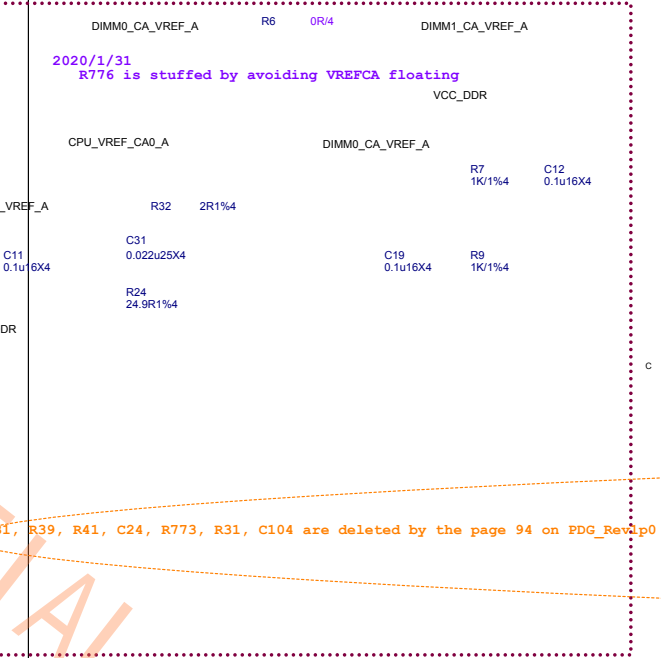 DIMM0_CA_VREF_A R6 0R/4 DIMM1_CA_VREF_A
2020/1/31
R776 is stuffed by avoiding VREFCA floating
VCC_DDR
CPU_VREF_CA0_A DIMM0_CA_VREF_A
R7 C12
1K/1%4 0.1u16X4
_VREF_A R32 2R1%4
C31
C11 0.022u25X4 C19 R9
0.1u16X4 0.1u16X4 1K/1%4
R24
24.9R1%4
DR
C
R39, R41, C24, R773, R31, C104 are deleted by the page 94 on PDG_Rev1p0
IAL